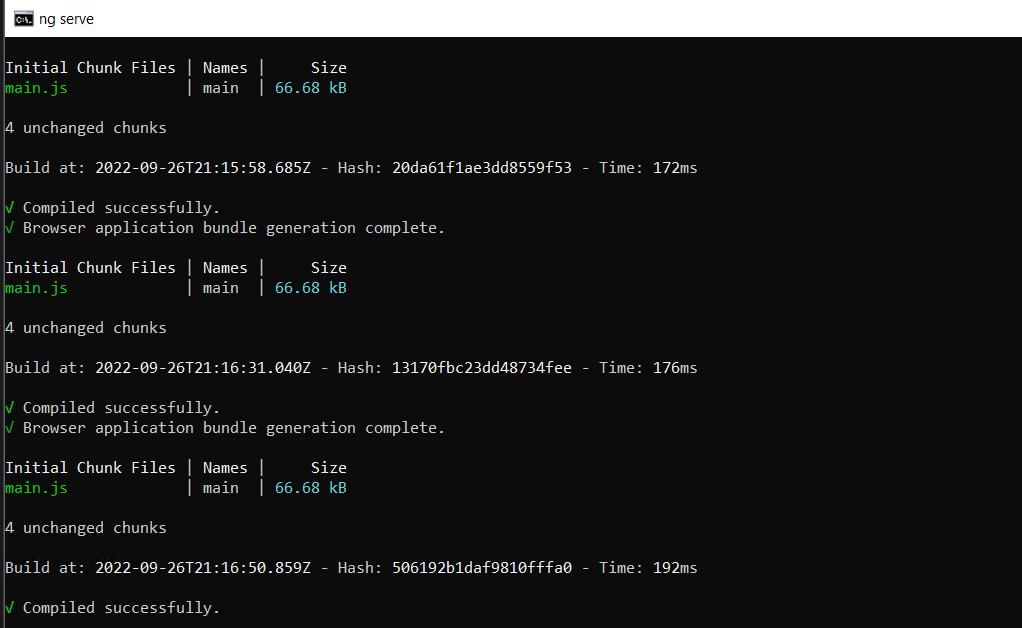 C:\. ng serve
Initial Chunk Files | Names | Size
main.js | main | 66.68 kB
4 unchanged chunks
Build at: 2022-09-26T21:15:58.685Z - Hash: 20da61f1ae3dd8559f53 - Time: 172ms
√ Compiled successfully.
√ Browser application bundle generation complete.
Initial Chunk Files | Names | Size
main.js | main | 66.68 kB
4 unchanged chunks
Build at: 2022-09-26T21:16:31.040Z - Hash: 13170fbc23dd48734fee - Time: 176ms
√ Compiled successfully.
√ Browser application bundle generation complete.
Initial Chunk Files | Names | Size
main.js | main | 66.68 kB
4 unchanged chunks
Build at: 2022-09-26T21:16:50.859Z - Hash: 506192b1daf9810fffa0 - Time: 192ms
√ Compiled successfully.